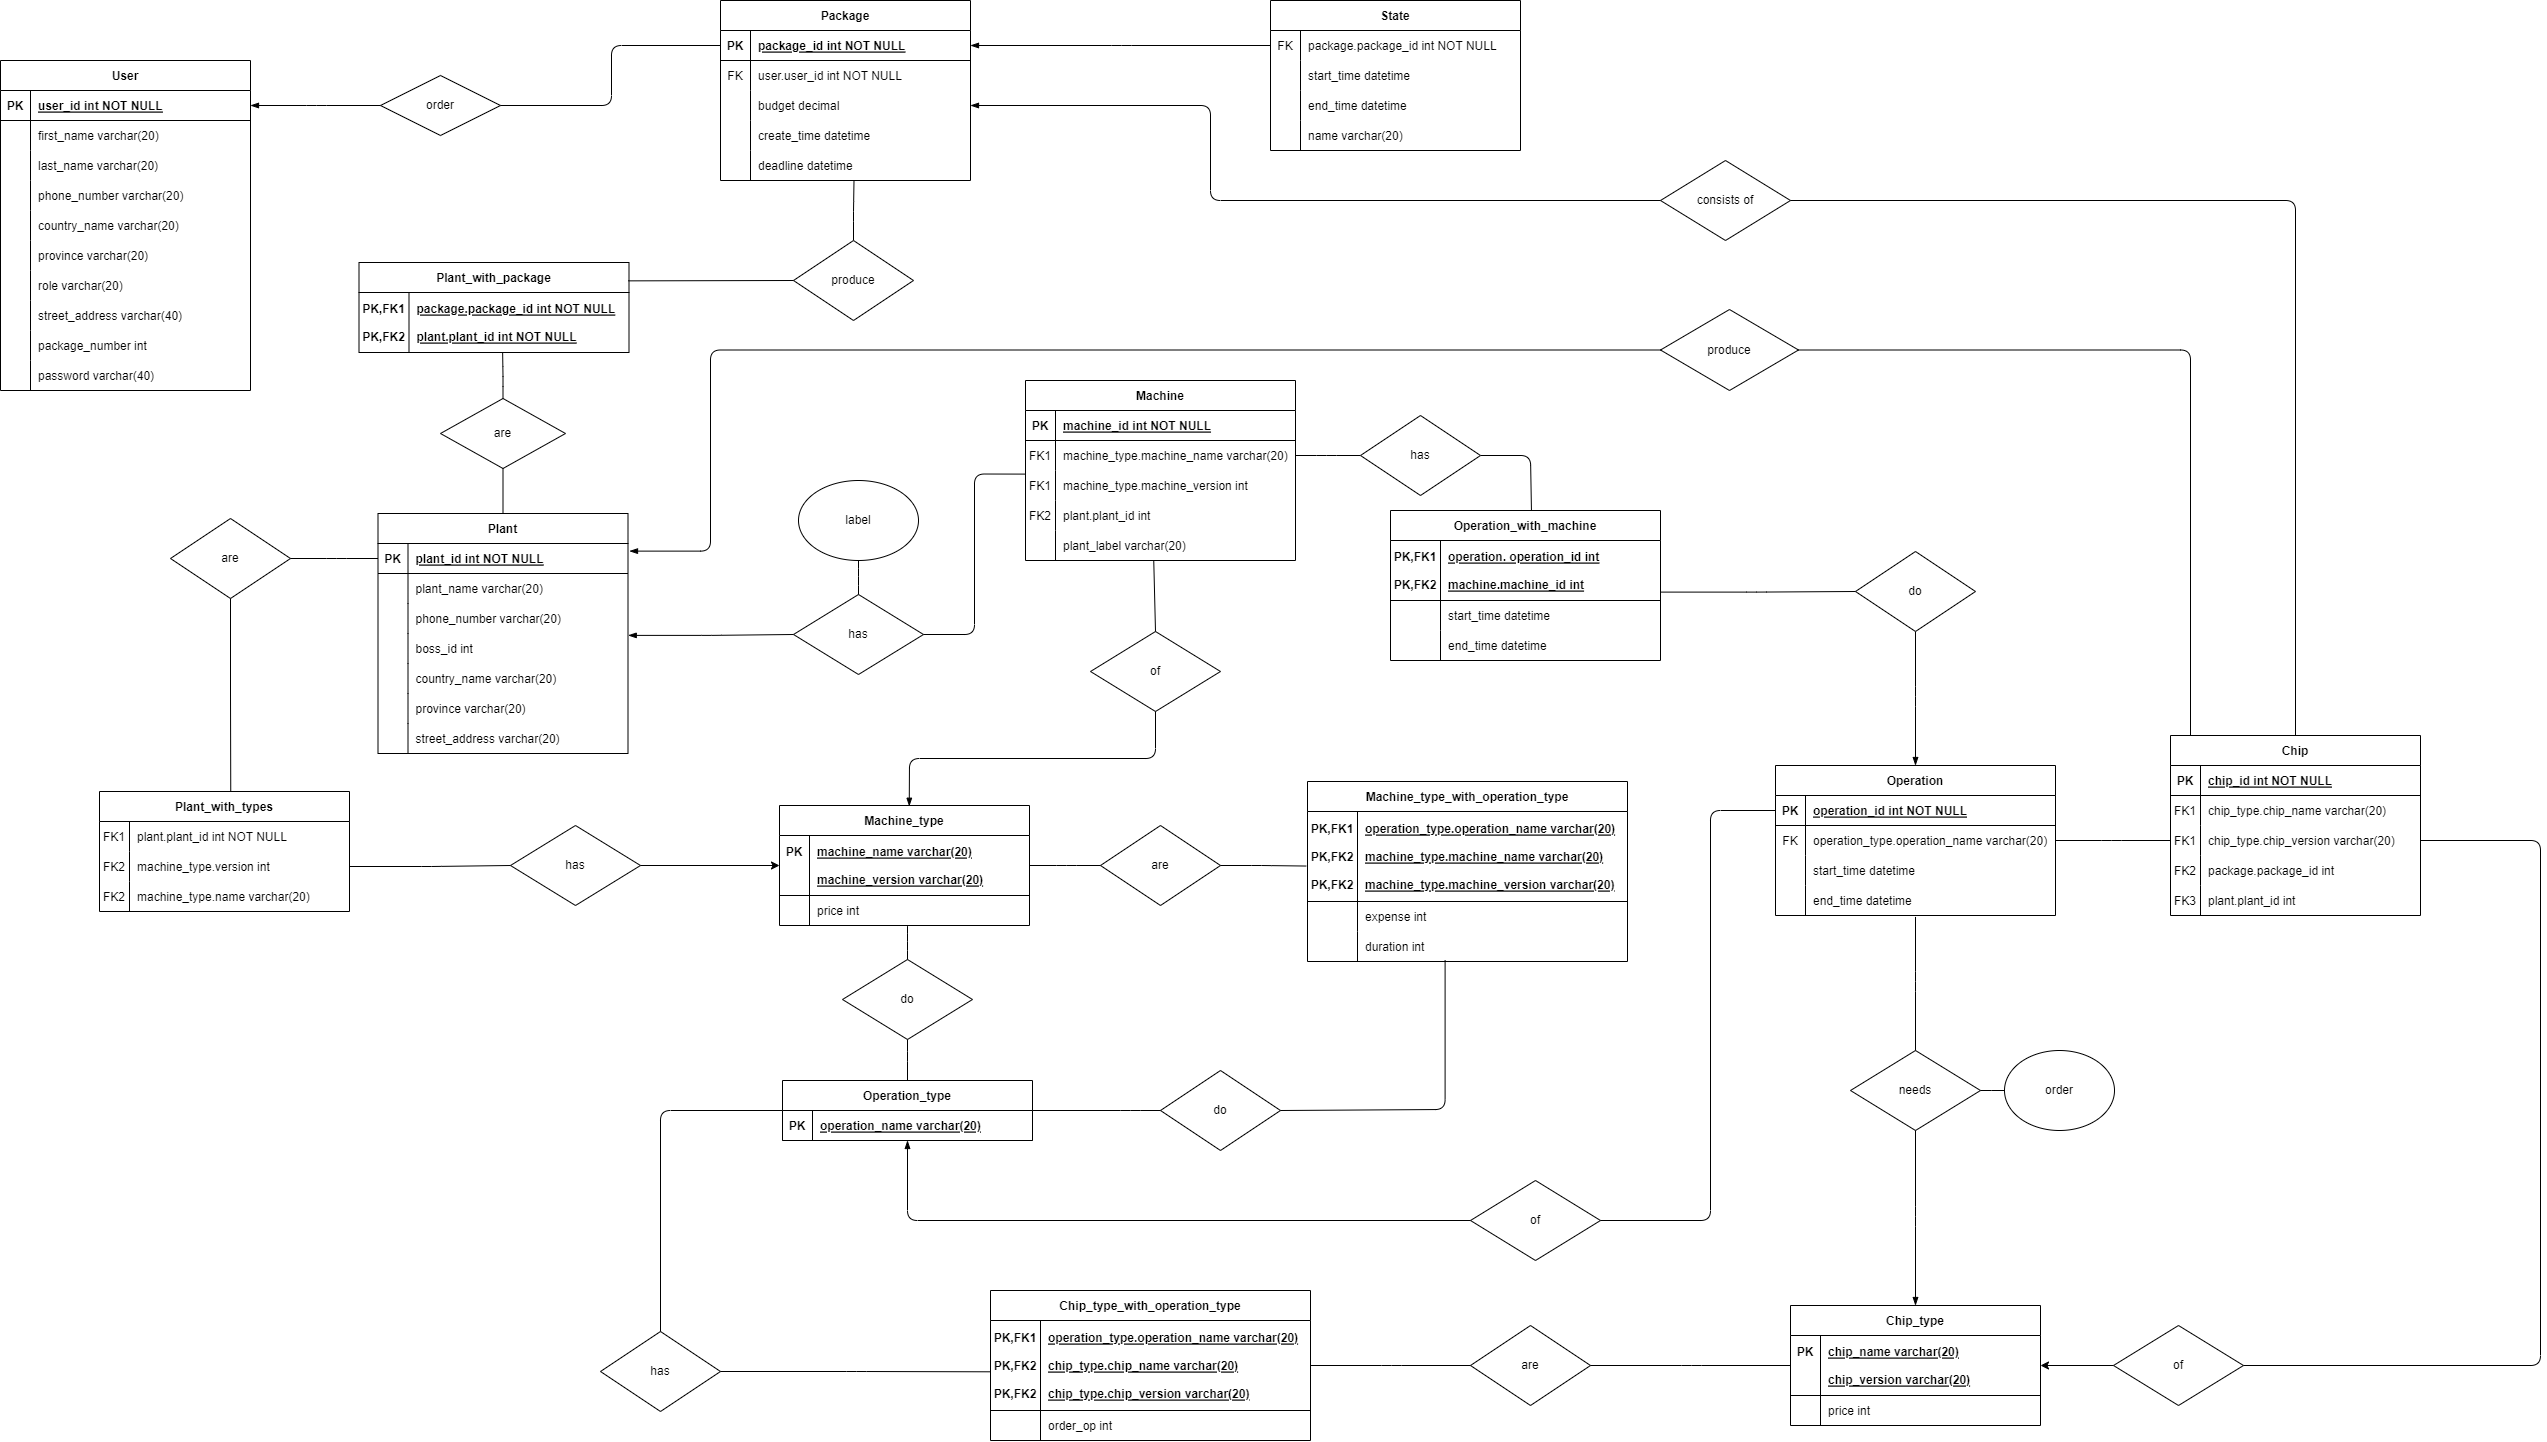 Package
PK package_id int NOT NULL
FK user.user_id int NOT NULL
budget decimal
create_time datetime
deadline datetime
State
FK package.package_id int NOT NULL
start_time datetime
end_time datetime
name varchar(20)
User
PK user_id int NOT NULL
first_name varchar(20)
last_name varchar(20)
phone_number varchar(20)
country_name varchar(20)
province varchar(20)
role varchar(20)
street_address varchar(40)
package_number int
password varchar(40)
order
consists of
Plant_with_package
PK,FK1 package.package_id int NOT NULL
PK,FK2 plant.plant_id int NOT NULL
produce
produce
are
Machine
PK machine_id int NOT NULL
FK1 machine_type.machine_name varchar(20)
FK1 machine_type.machine_version int
FK2 plant.plant_id int
plant_label varchar(20)
has
label
has
are
Plant
PK plant_id int NOT NULL
plant_name varchar(20)
phone_number varchar(20)
boss_id int
country_name varchar(20)
province varchar(20)
street_address varchar(20)
Operation_with_machine
PK,FK1 operation. operation_id int
PK,FK2 machine.machine_id int
start_time datetime
end_time datetime
do
of
Plant_with_types
FK1 plant.plant_id int NOT NULL
FK2 machine_type.version int
FK2 machine_type.name varchar(20)
has
Machine_type
PK machine_name varchar(20)
machine_version varchar(20)
price int
are
Machine_type_with_operation_type
PK,FK1 operation_type.operation_name varchar(20)
PK,FK2 machine_type.machine_name varchar(20)
PK,FK2 machine_type.machine_version varchar(20)
expense int
duration int
Operation
PK operation_id int NOT NULL
FK operation_type.operation_name varchar(20)
start_time datetime
end_time datetime
Chip
PK chip_id int NOT NULL
FK1 chip_type.chip_name varchar(20)
FK1 chip_type.chip_version varchar(20)
FK2 package.package_id int
FK3 plant.plant_id int
do
Operation_type
PK operation_name varchar(20)
do
needs
order
of
has
Chip_type_with_operation_type
PK,FK1 operation_type.operation_name varchar(20)
PK,FK2 chip_type.chip_name varchar(20)
PK,FK2 chip_type.chip_version varchar(20)
order_op int
are
Chip_type
PK chip_name varchar(20)
chip_version varchar(20)
price int
of